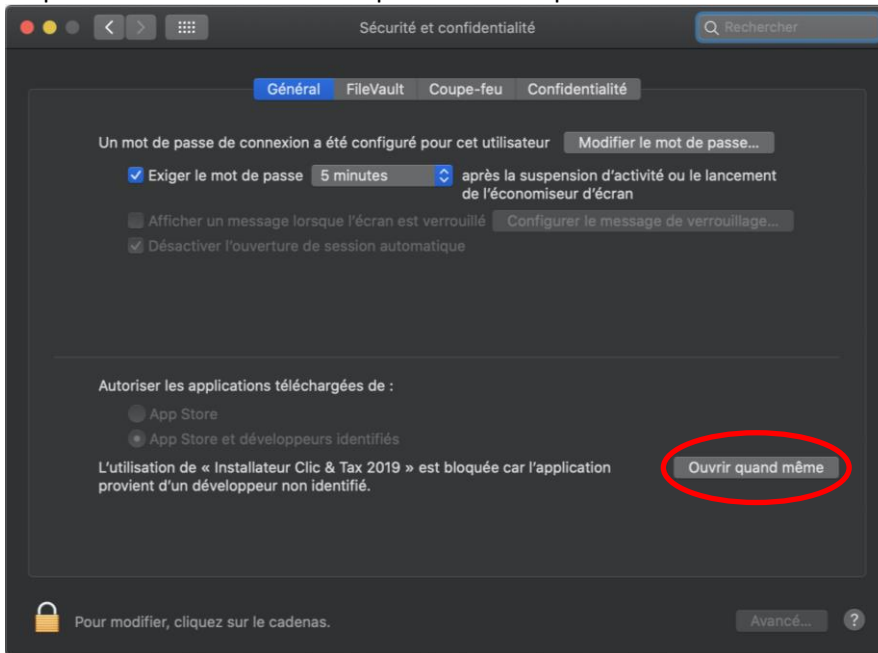 Sécurité et confidentialité
Rechercher
Général FileVault Coupe-feu Confidentialité
Un mot de passe de connexion a été configuré pour cet utilisateur Modifier le mot de passe...
Exiger le mot de passe 5 minutes après la suspension d'activité ou le lancement
de l'économiseur d'écran
Afficher un message lorsque l'écran est verrouillé Configurer le message de verrouillage...
Désactiver l'ouverture de session automatique
Autoriser les applications téléchargées de :
App Store
App Store et développeurs identifiés
L'utilisation de « Installateur Clic & Tax 2019 » est bloquée car l'application Ouvrir quand même
provient d'un développeur non identifié.
Pour modifier, cliquez sur le cadenas. Avancé... ?